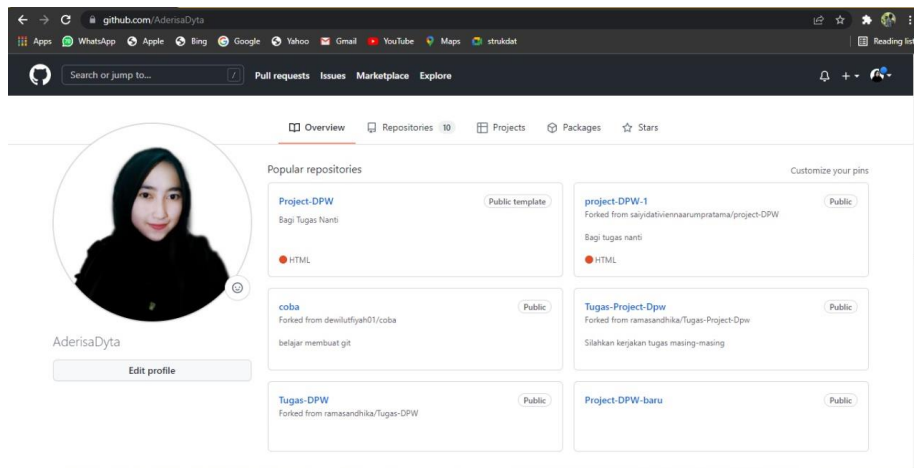 github.com/AderisaDyta
Apps WhatsApp Apple Bing Google Yahoo Gmail YouTube Maps strukdat Reading list
Search or jump to... / Pull requests Issues Marketplace Explore
Overview Repositories 10 Projects Packages Stars
Popular repositories Customize your pins
Project-DPW Public template
Bagi Tugas Nanti
HTML
project-DPW-1 Public
Forked from saiyidativiennaarumpratama/project-DPW
Bagi tugas nanti
HTML
coba Public
Forked from dewilutfiyah01/coba
belajar membuat git
Tugas-Project-Dpw Public
Forked from ramasandhika/Tugas-Project-Dpw
Silahkan kerjakan tugas masing-masing
AderisaDyta
Edit profile
Tugas-DPW Public
Forked from ramasandhika/Tugas-DPW
Project-DPW-baru Public